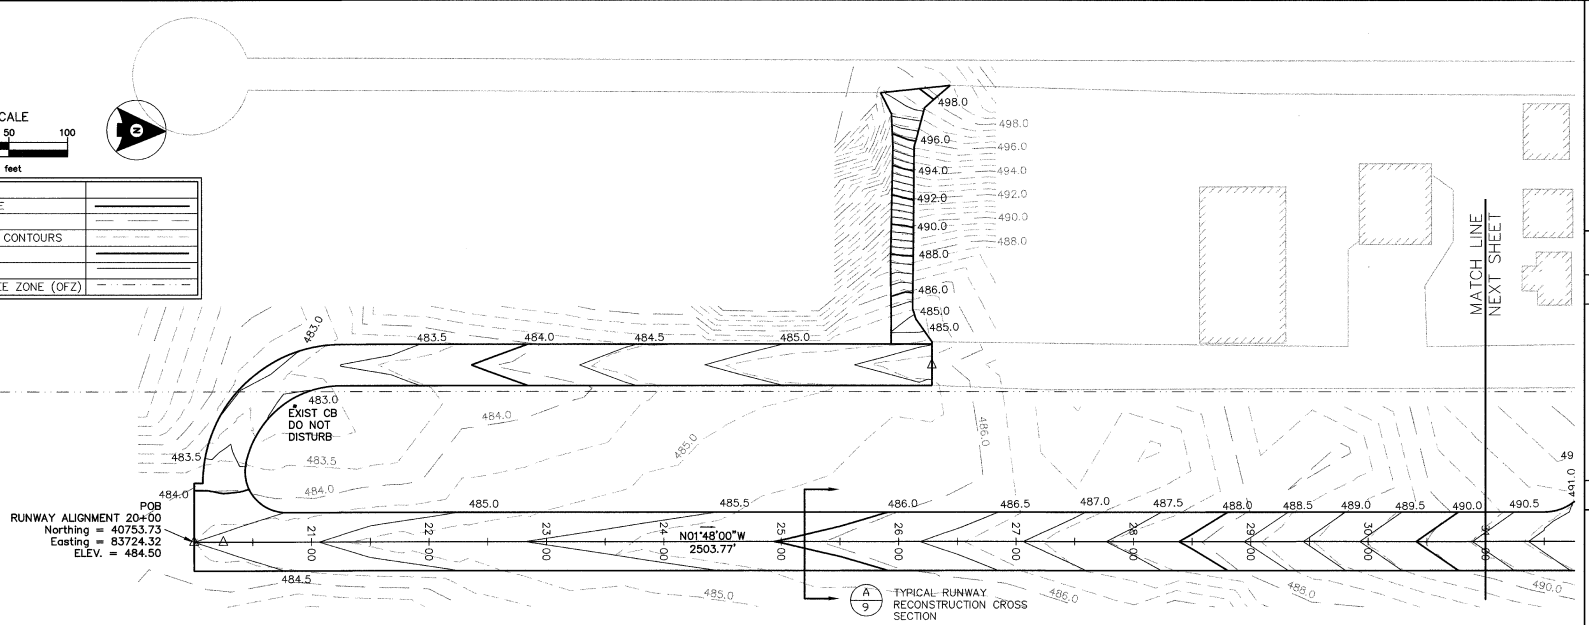 CALE
50 100
feet
E
CONTOURS
EE ZONE (OFZ)
N
498.0
496.0
494.0
492.0
490.0
488.0
486.0
485.0
485.0
498.0
496.0
494.0
492.0
490.0
488.0
MATCH LINE
NEXT SHEET
483.0
483.5
484.0
484.5
485.0
483.0
EXIST CB
DO NOT
DISTURB
484.0
485.0
486.0
483.5
483.5
484.0
484.0
POB
RUNWAY ALIGNMENT 20+00
Northing = 40753.73
Easting = 83724.32
ELEV. = 484.50
485.0
485.5
486.0
486.5
487.0
487.5
488.0
488.5
489.0
489.5
490.0
490.5
491.0
49
21+00
22+00
23+00
24+00
25+00
26+00
27+00
28+00
29+00
30+00
N01°48'00"W
2503.77'
484.5
485.0
486.0
488.0
490.0
A
9
TYPICAL RUNWAY
RECONSTRUCTION CROSS
SECTION